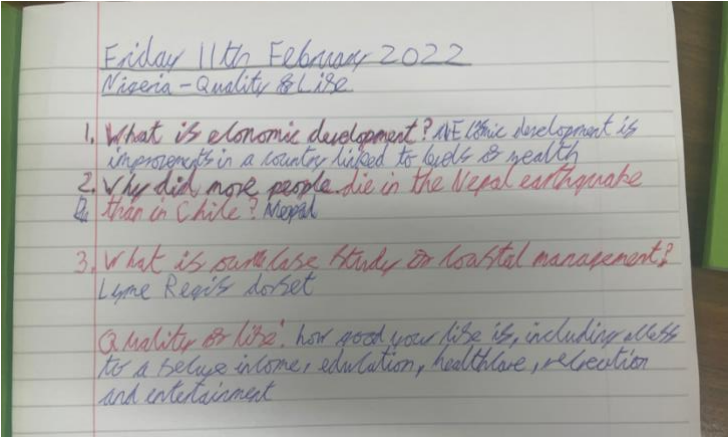 Friday 11th February 2022
Nigeria - Quality of Life
1. What is economic development? development is
improvements in a country linked to levels of wealth
2. Why did more people die in the Nepal earthquake
than in Chile? Nepal
3. What is our case study of coastal management?
Lyme Regis dorset
Quality of life: how good your life is, including access
to a secure income, education, healthcare, recreation
and entertainment